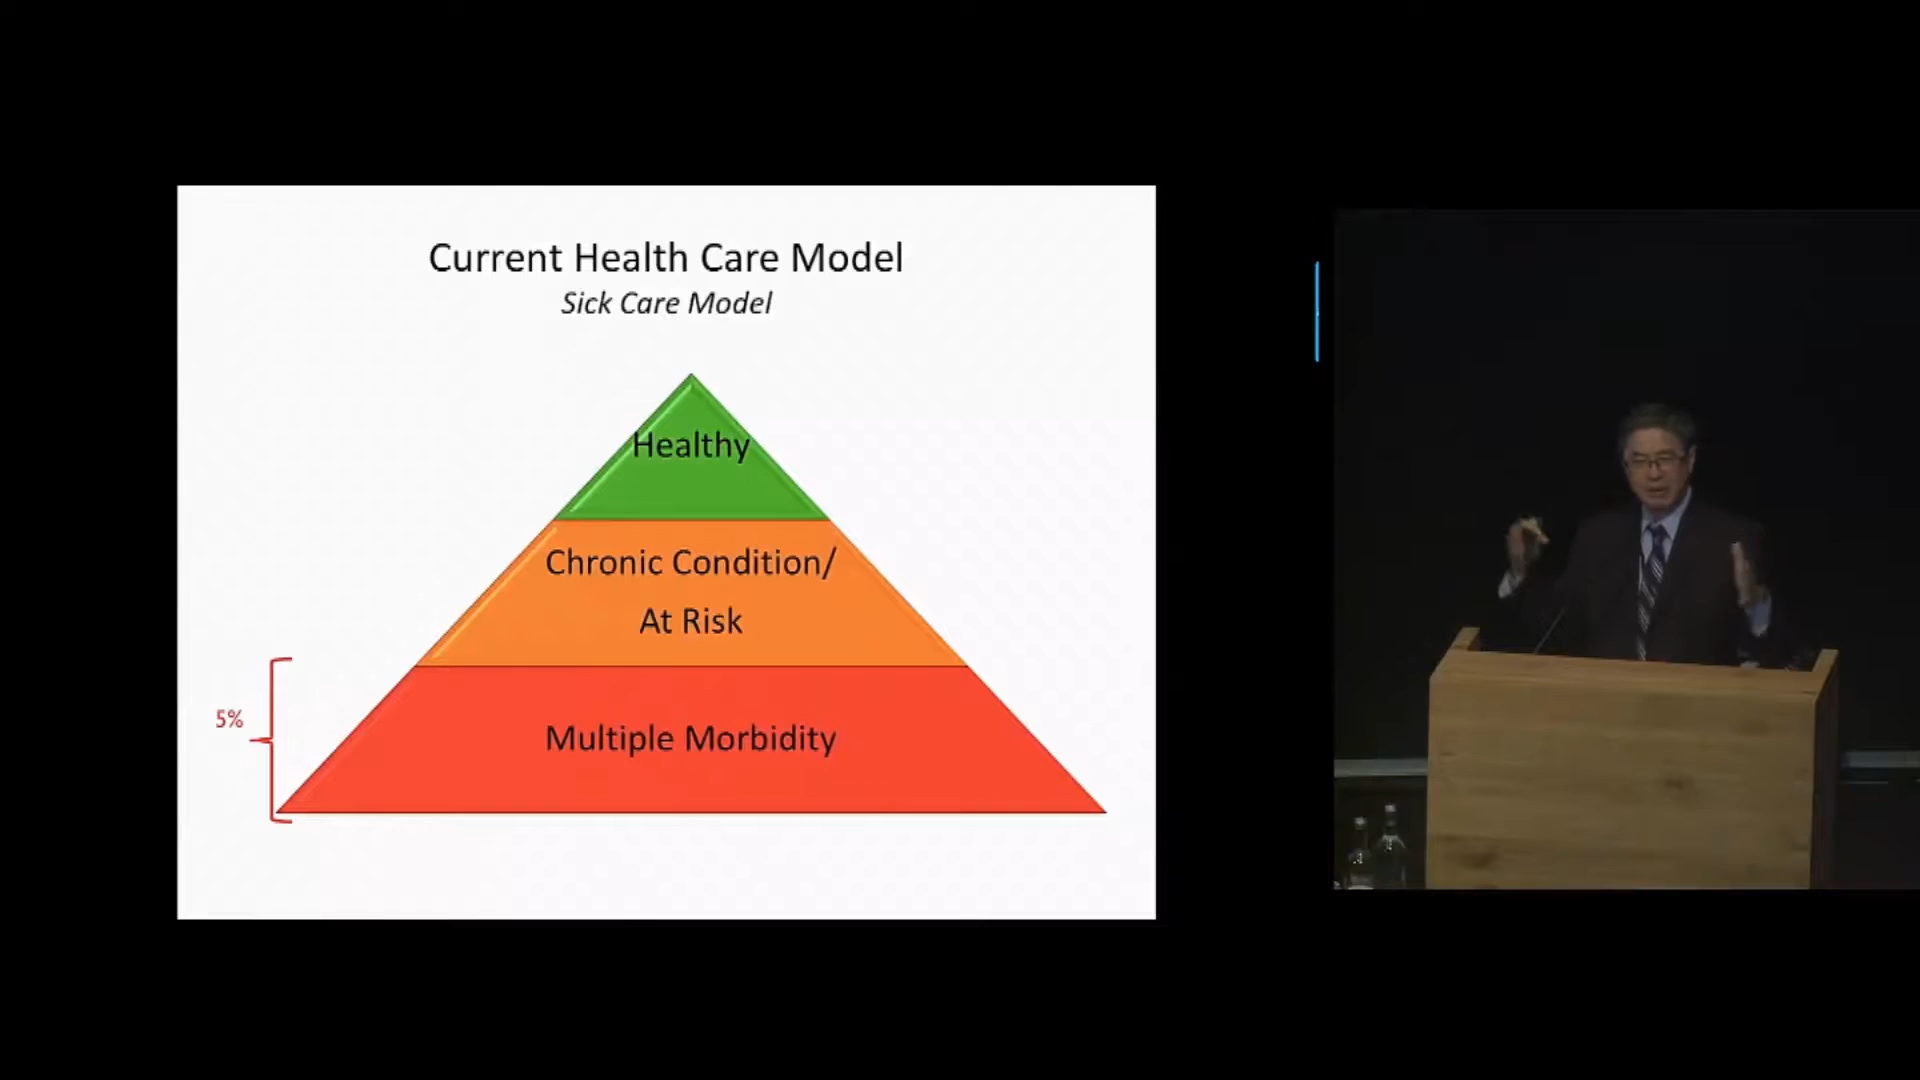 Current Health Care Model
Sick Care Model
Healthy
Chronic Condition/
At Risk
5%
Multiple Morbidity